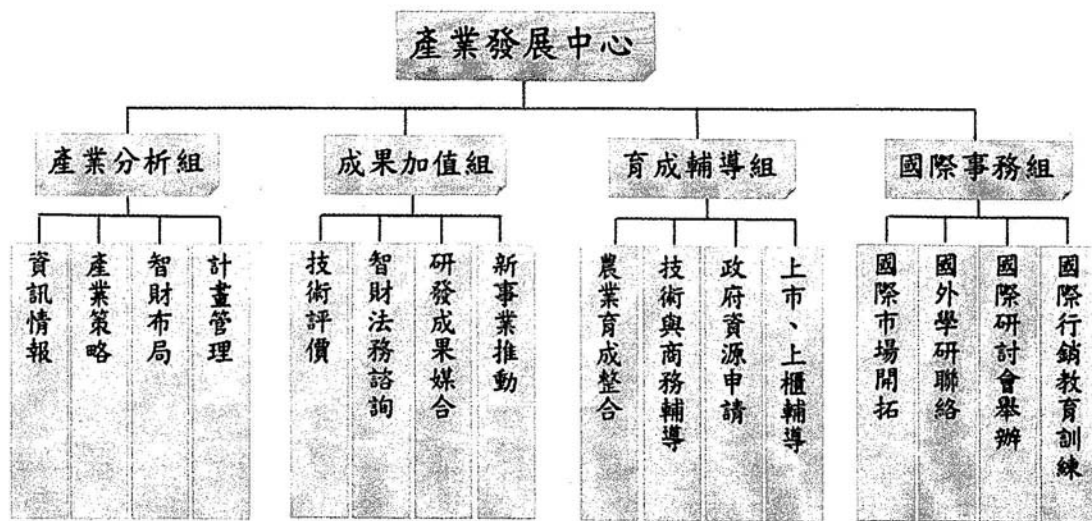 產業發展中心
產業分析組
成果加值組
育成輔導組
國際事務組
資訊情報
產業策略
智財布局
計畫管理
技術評價
智財法務諮詢
研發成果媒合
新事業推動
農業育成整合
技術與商務輔導
政府資源申請
上市、上櫃輔導
國際市場開拓
國外學研聯絡
國際研討會舉辦
國際行銷教育訓練